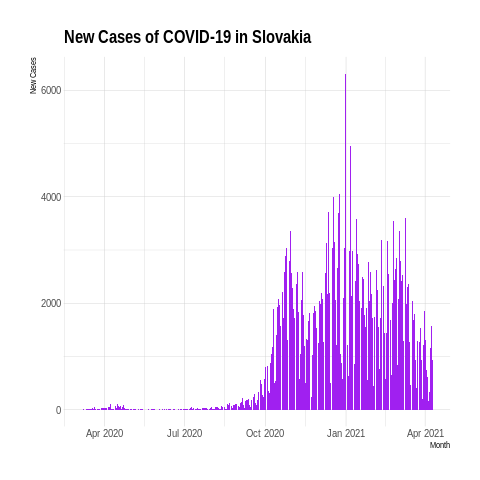 New Cases of COVID-19 in Slovakia
New Cases
6000
4000
2000
0
Apr 2020 Jul 2020 Oct 2020 Jan 2021 Apr 2021
Month